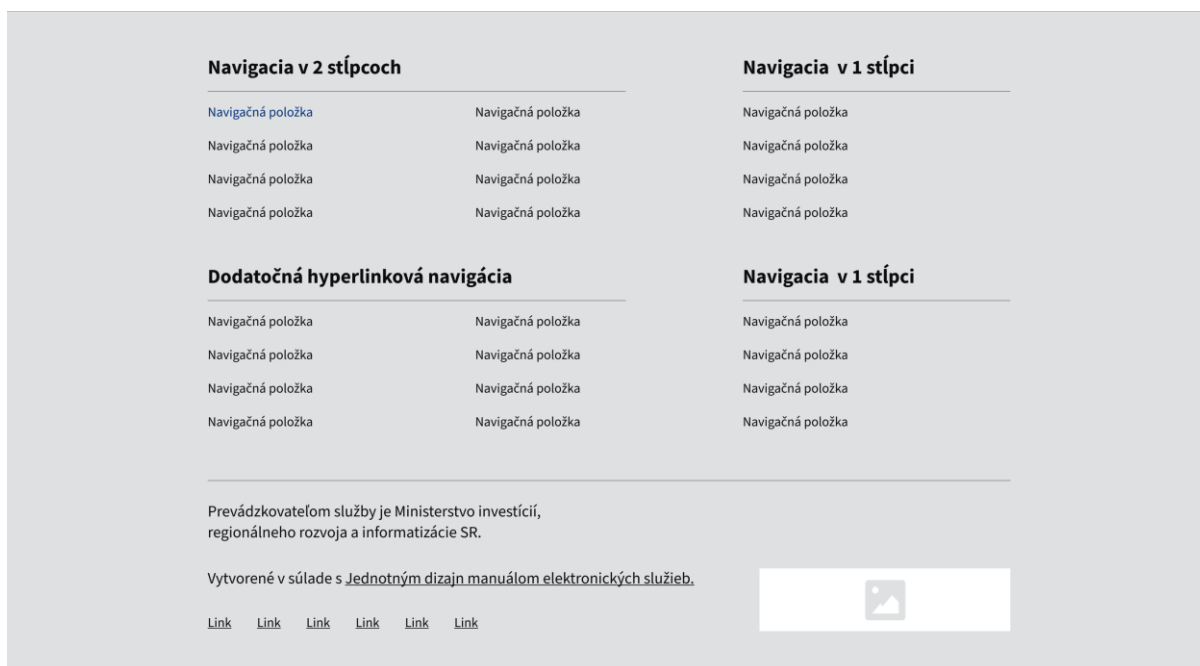 Navigacia v 2 stĺpcoch
Navigačná položka
Navigačná položka
Navigačná položka
Navigačná položka
Navigačná položka
Navigačná položka
Navigačná položka
Navigačná položka
Navigacia v 1 stĺpci
Navigačná položka
Navigačná položka
Navigačná položka
Navigačná položka
Dodatočná hyperlinková navigácia
Navigačná položka
Navigačná položka
Navigačná položka
Navigačná položka
Navigačná položka
Navigačná položka
Navigačná položka
Navigačná položka
Navigacia v 1 stĺpci
Navigačná položka
Navigačná položka
Navigačná položka
Navigačná položka
Prevádzkovateľom služby je Ministerstvo investícií,
regionálneho rozvoja a informatizácie SR.
Vytvorené v súlade s Jednotným dizajn manuálom elektronických služieb.
Link Link Link Link Link Link